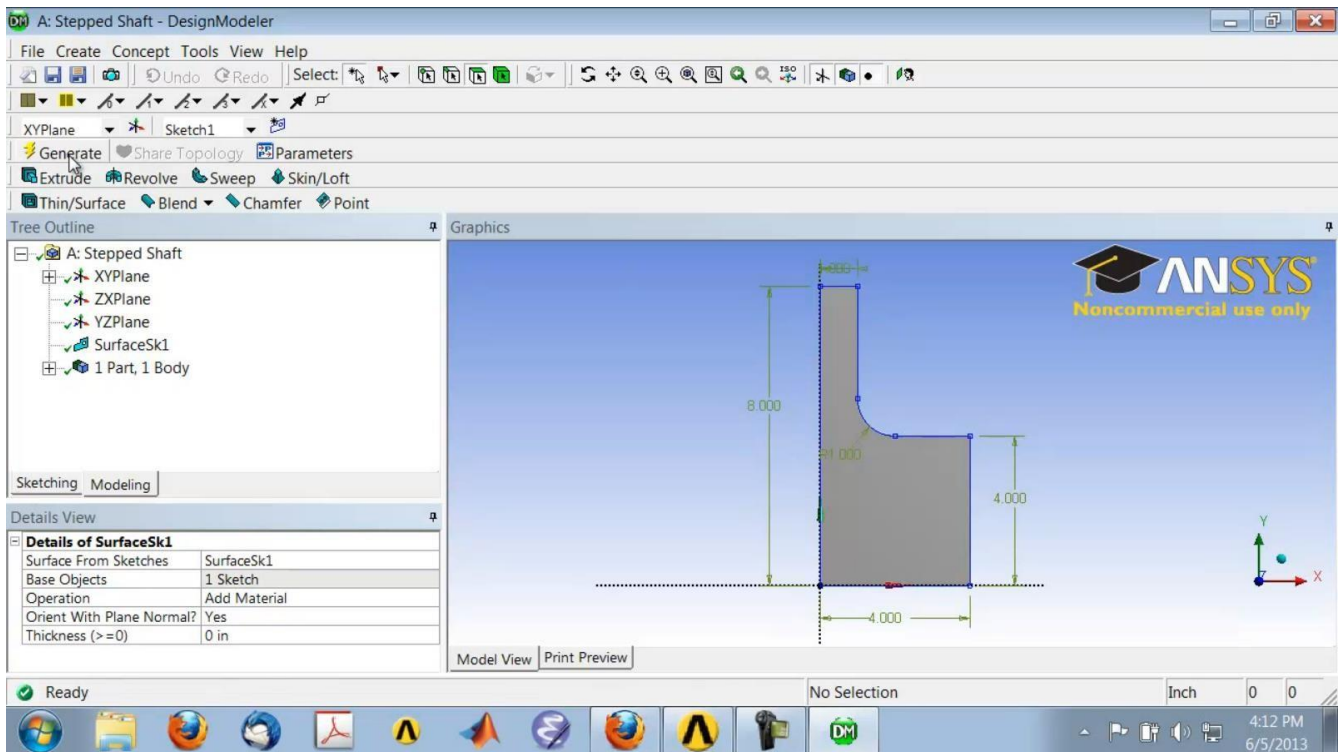 A: Stepped Shaft - DesignModeler
File Create Concept Tools View Help
Undo Redo Select: ISO
XYPlane Sketch1
Generate Share Topology Parameters
Extrude Revolve Sweep Skin/Loft
Thin/Surface Blend Chamfer Point
Tree Outline
A: Stepped Shaft
XYPlane
ZXPlane
YZPlane
SurfaceSk1
1 Part, 1 Body
Sketching Modeling
Details View
Details of SurfaceSk1
Surface From Sketches SurfaceSk1
Base Objects 1 Sketch
Operation Add Material
Orient With Plane Normal? Yes
Thickness (>=0) 0 in
Graphics
ANSYS
Noncommercial use only
8.000
R1.000
4.000
4.000
Y
Z X
Model View Print Preview
Ready No Selection Inch 0 0
DM
4:12 PM
6/5/2013